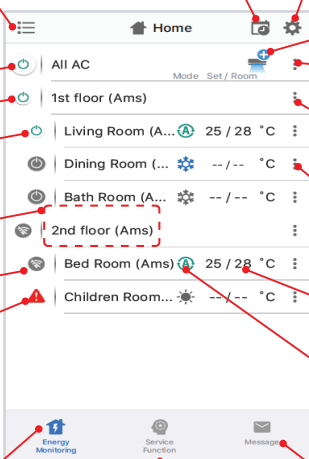 Home
All AC
Mode Set / Room
1st floor (Ams)
Living Room (A... A 25 / 28 °C
Dining Room (... -- / -- °C
Bath Room (A... -- / -- °C
2nd floor (Ams)
Bed Room (Ams) A 25 / 28 °C
Children Room... -- / -- °C
Energy Service Message
Monitoring Function